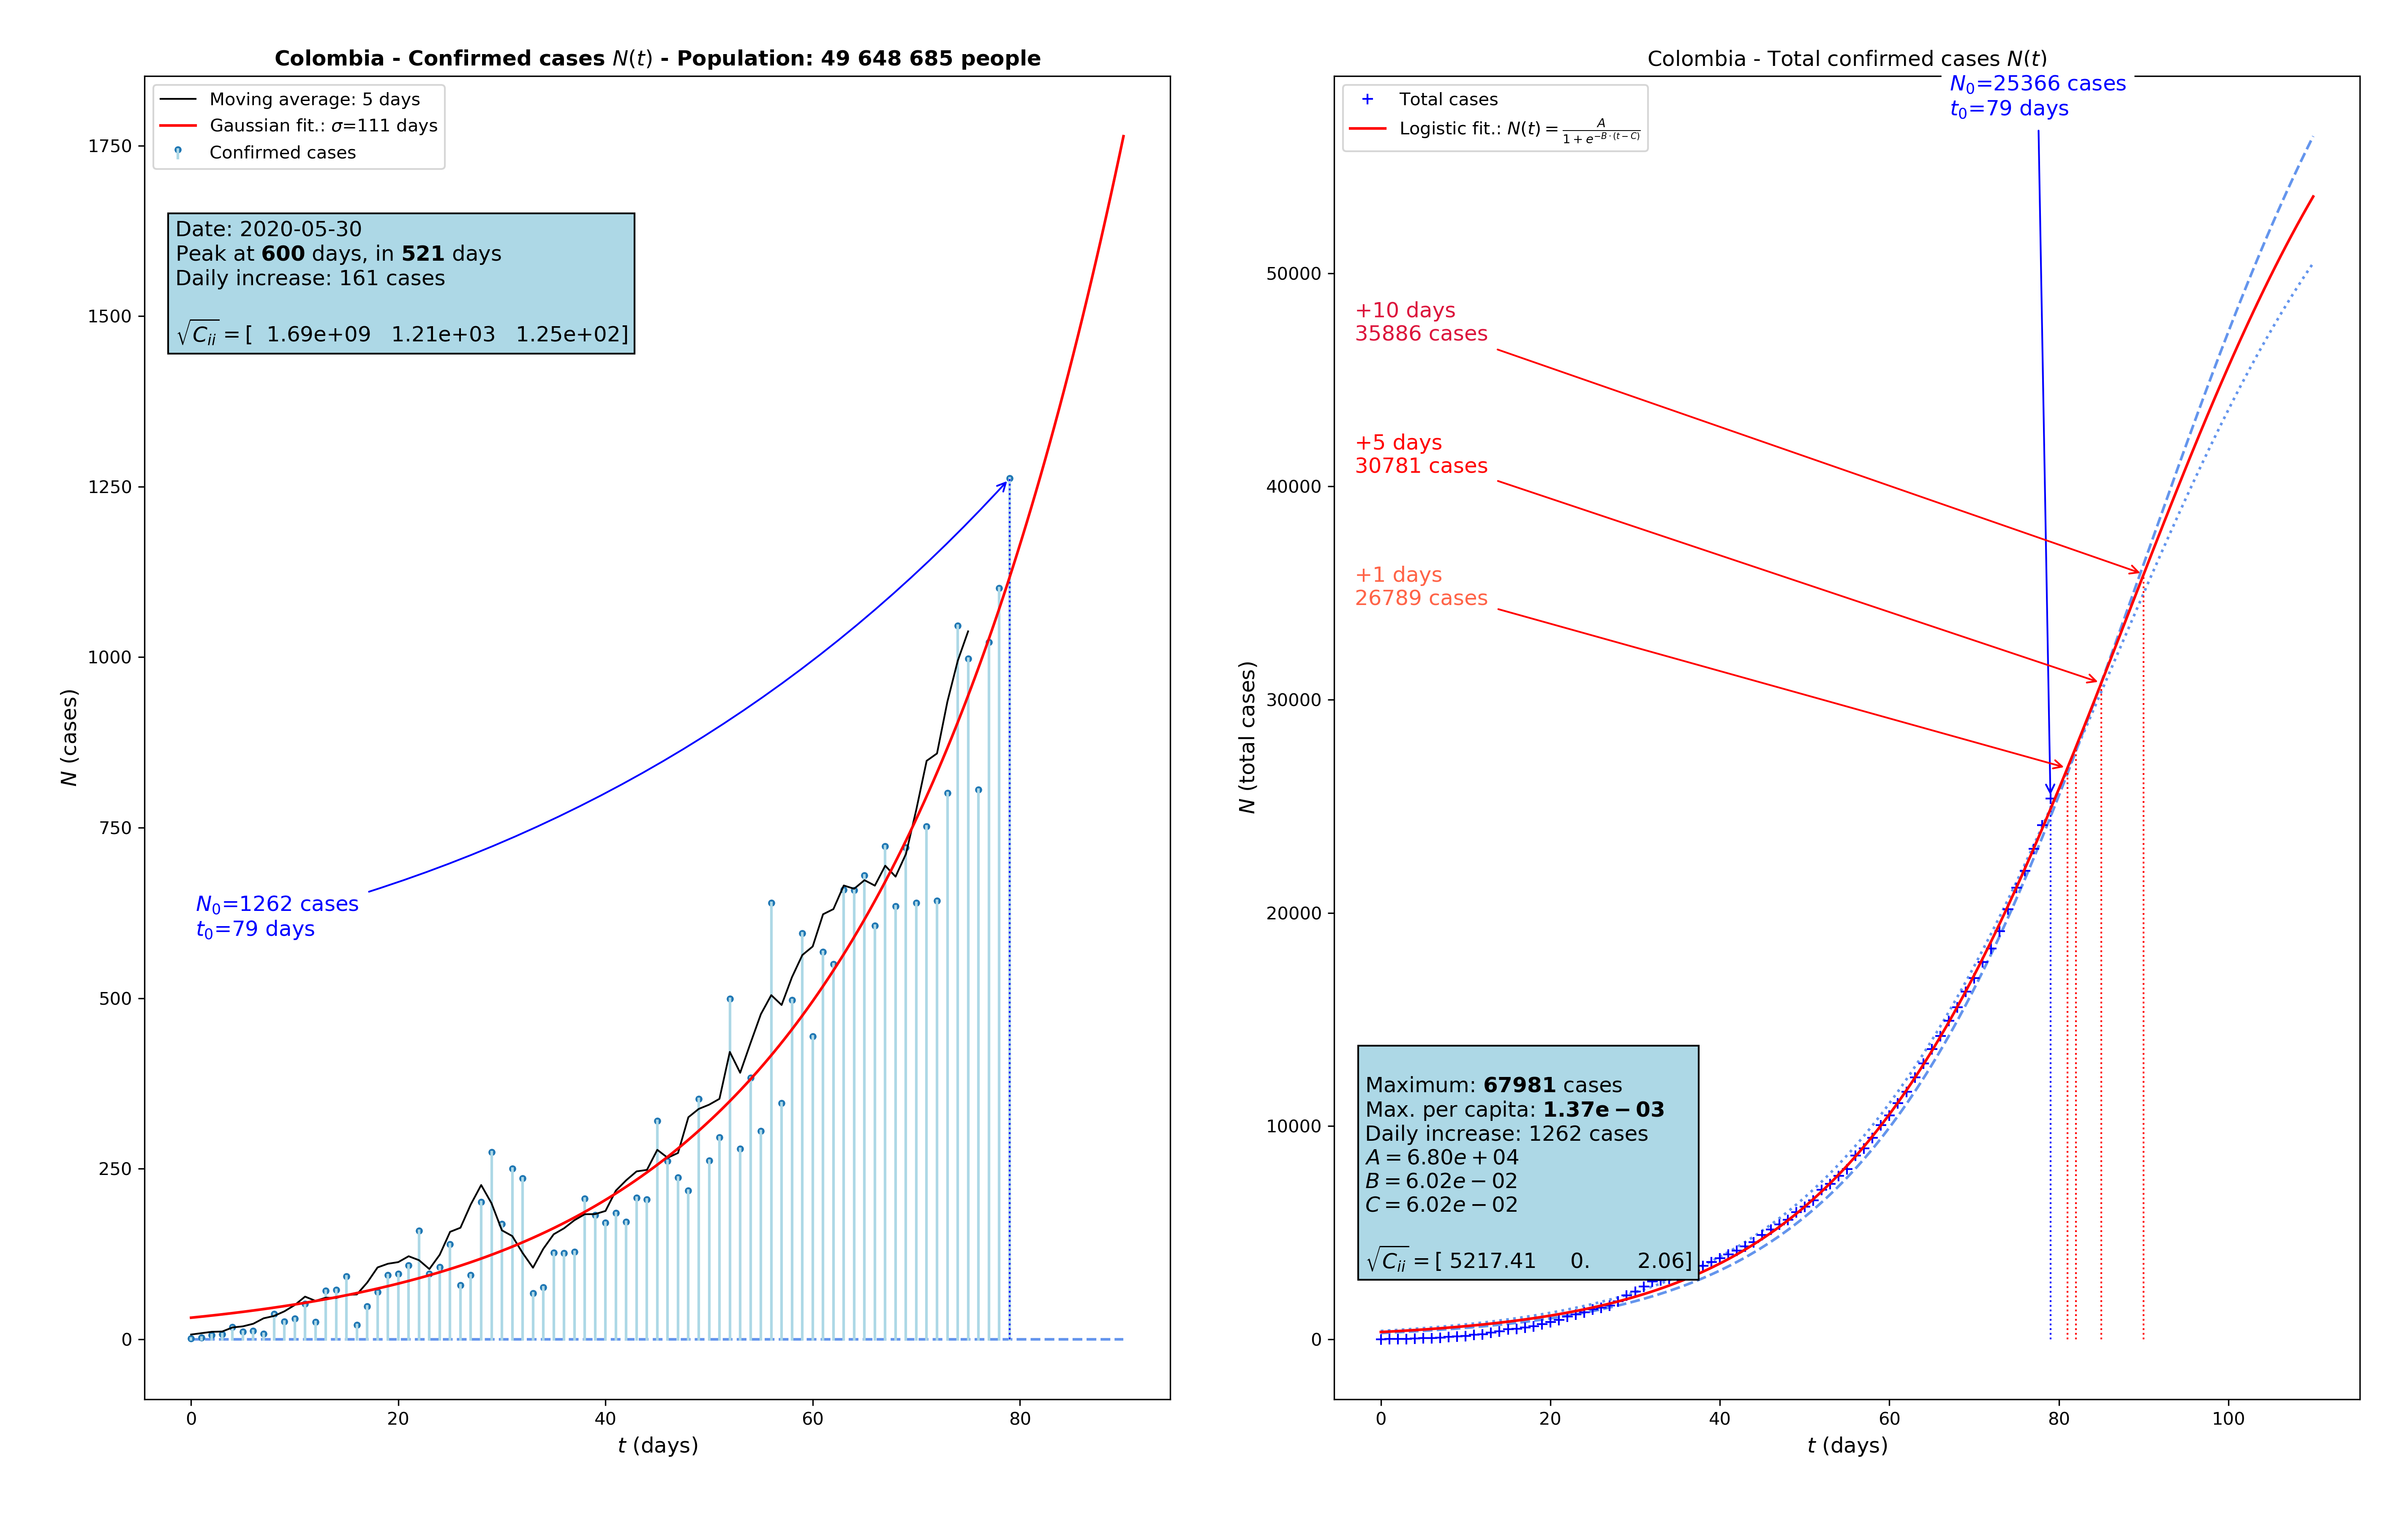 Colombia - Confirmed cases N(t) - Population: 49 648 685 people
Moving average: 5 days
Gaussian fit.: σ=111 days
Confirmed cases
Date: 2020-05-30
Peak at 600 days, in 521 days
Daily increase: 161 cases
√C_ii = [ 1.69e+09 1.21e+03 1.25e+02]
N_0=1262 cases
t_0=79 days
1750
1500
1250
1000
750
500
250
0
N (cases)
0 20 40 60 80
t (days)
Colombia - Total confirmed cases N(t)
N_0=25366 cases
t_0=79 days
Total cases
Logistic fit.: N(t) = A / 1 + e^{-B·(t-C)}
+10 days
35886 cases
+5 days
30781 cases
+1 days
26789 cases
Maximum: 67981 cases
Max. per capita: 1.37e − 03
Daily increase: 1262 cases
A = 6.80e + 04
B = 6.02e − 02
C = 6.02e − 02
√C_ii = [ 5217.41 0. 2.06]
50000
40000
30000
20000
10000
0
N (total cases)
0 20 40 60 80 100
t (days)